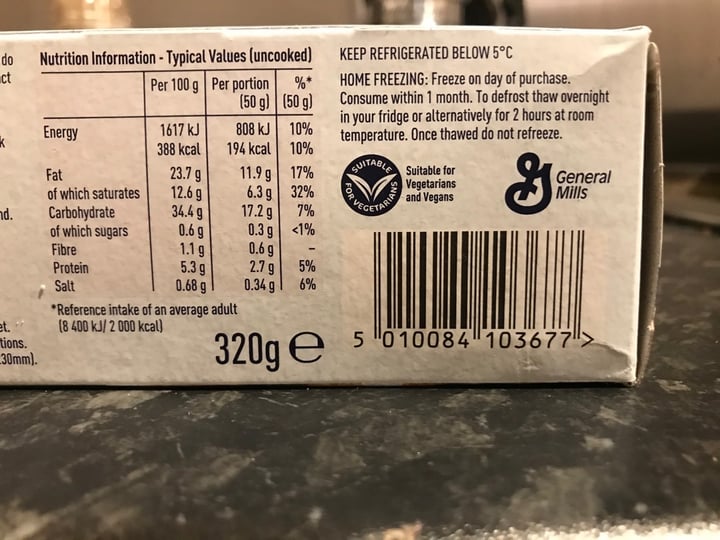 do
ct
k
nd.
et.
tions.
30mm).
Nutrition Information - Typical Values (uncooked)
Per 100 g Per portion (50 g) %* (50 g)
Energy 1617 kJ 808 kJ 10%
388 kcal 194 kcal 10%
Fat 23.7 g 11.9 g 17%
of which saturates 12.6 g 6.3 g 32%
Carbohydrate 34.4 g 17.2 g 7%
of which sugars 0.6 g 0.3 g <1%
Fibre 1.1 g 0.6 g –
Protein 5.3 g 2.7 g 5%
Salt 0.68 g 0.34 g 6%
*Reference intake of an average adult
(8 400 kJ/ 2 000 kcal)
320g e
KEEP REFRIGERATED BELOW 5°C
HOME FREEZING: Freeze on day of purchase.
Consume within 1 month. To defrost thaw overnight
in your fridge or alternatively for 2 hours at room
temperature. Once thawed do not refreeze.
SUITABLE
FOR VEGETARIANS
Suitable for
Vegetarians
and Vegans
General
Mills
5 010084 103677 >